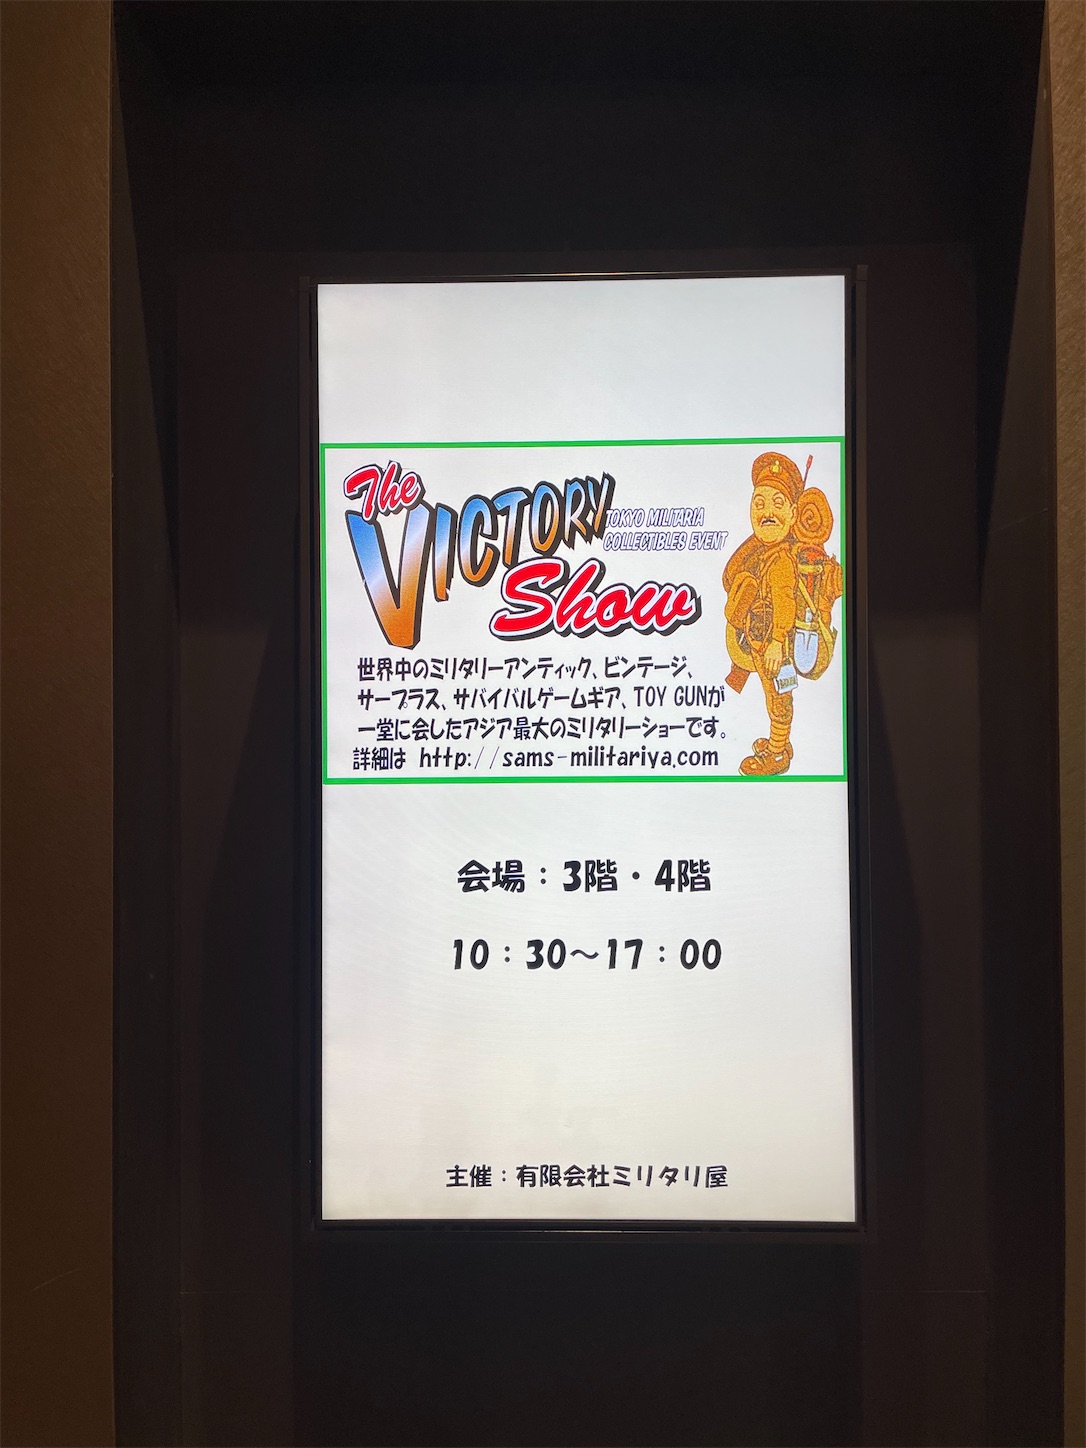 The
VICTORY
TOKYO MILITARIA
COLLECTIBLES EVENT
Show
世界中のミリタリーアンティック、ビンテージ、
サープラス、サバイバルゲームギア、TOY GUNが
一堂に会したアジア最大のミリタリーショーです。
詳細は http://sams-militariya.com
会場：3階・4階
10：30～17：00
主催：有限会社ミリタリ屋